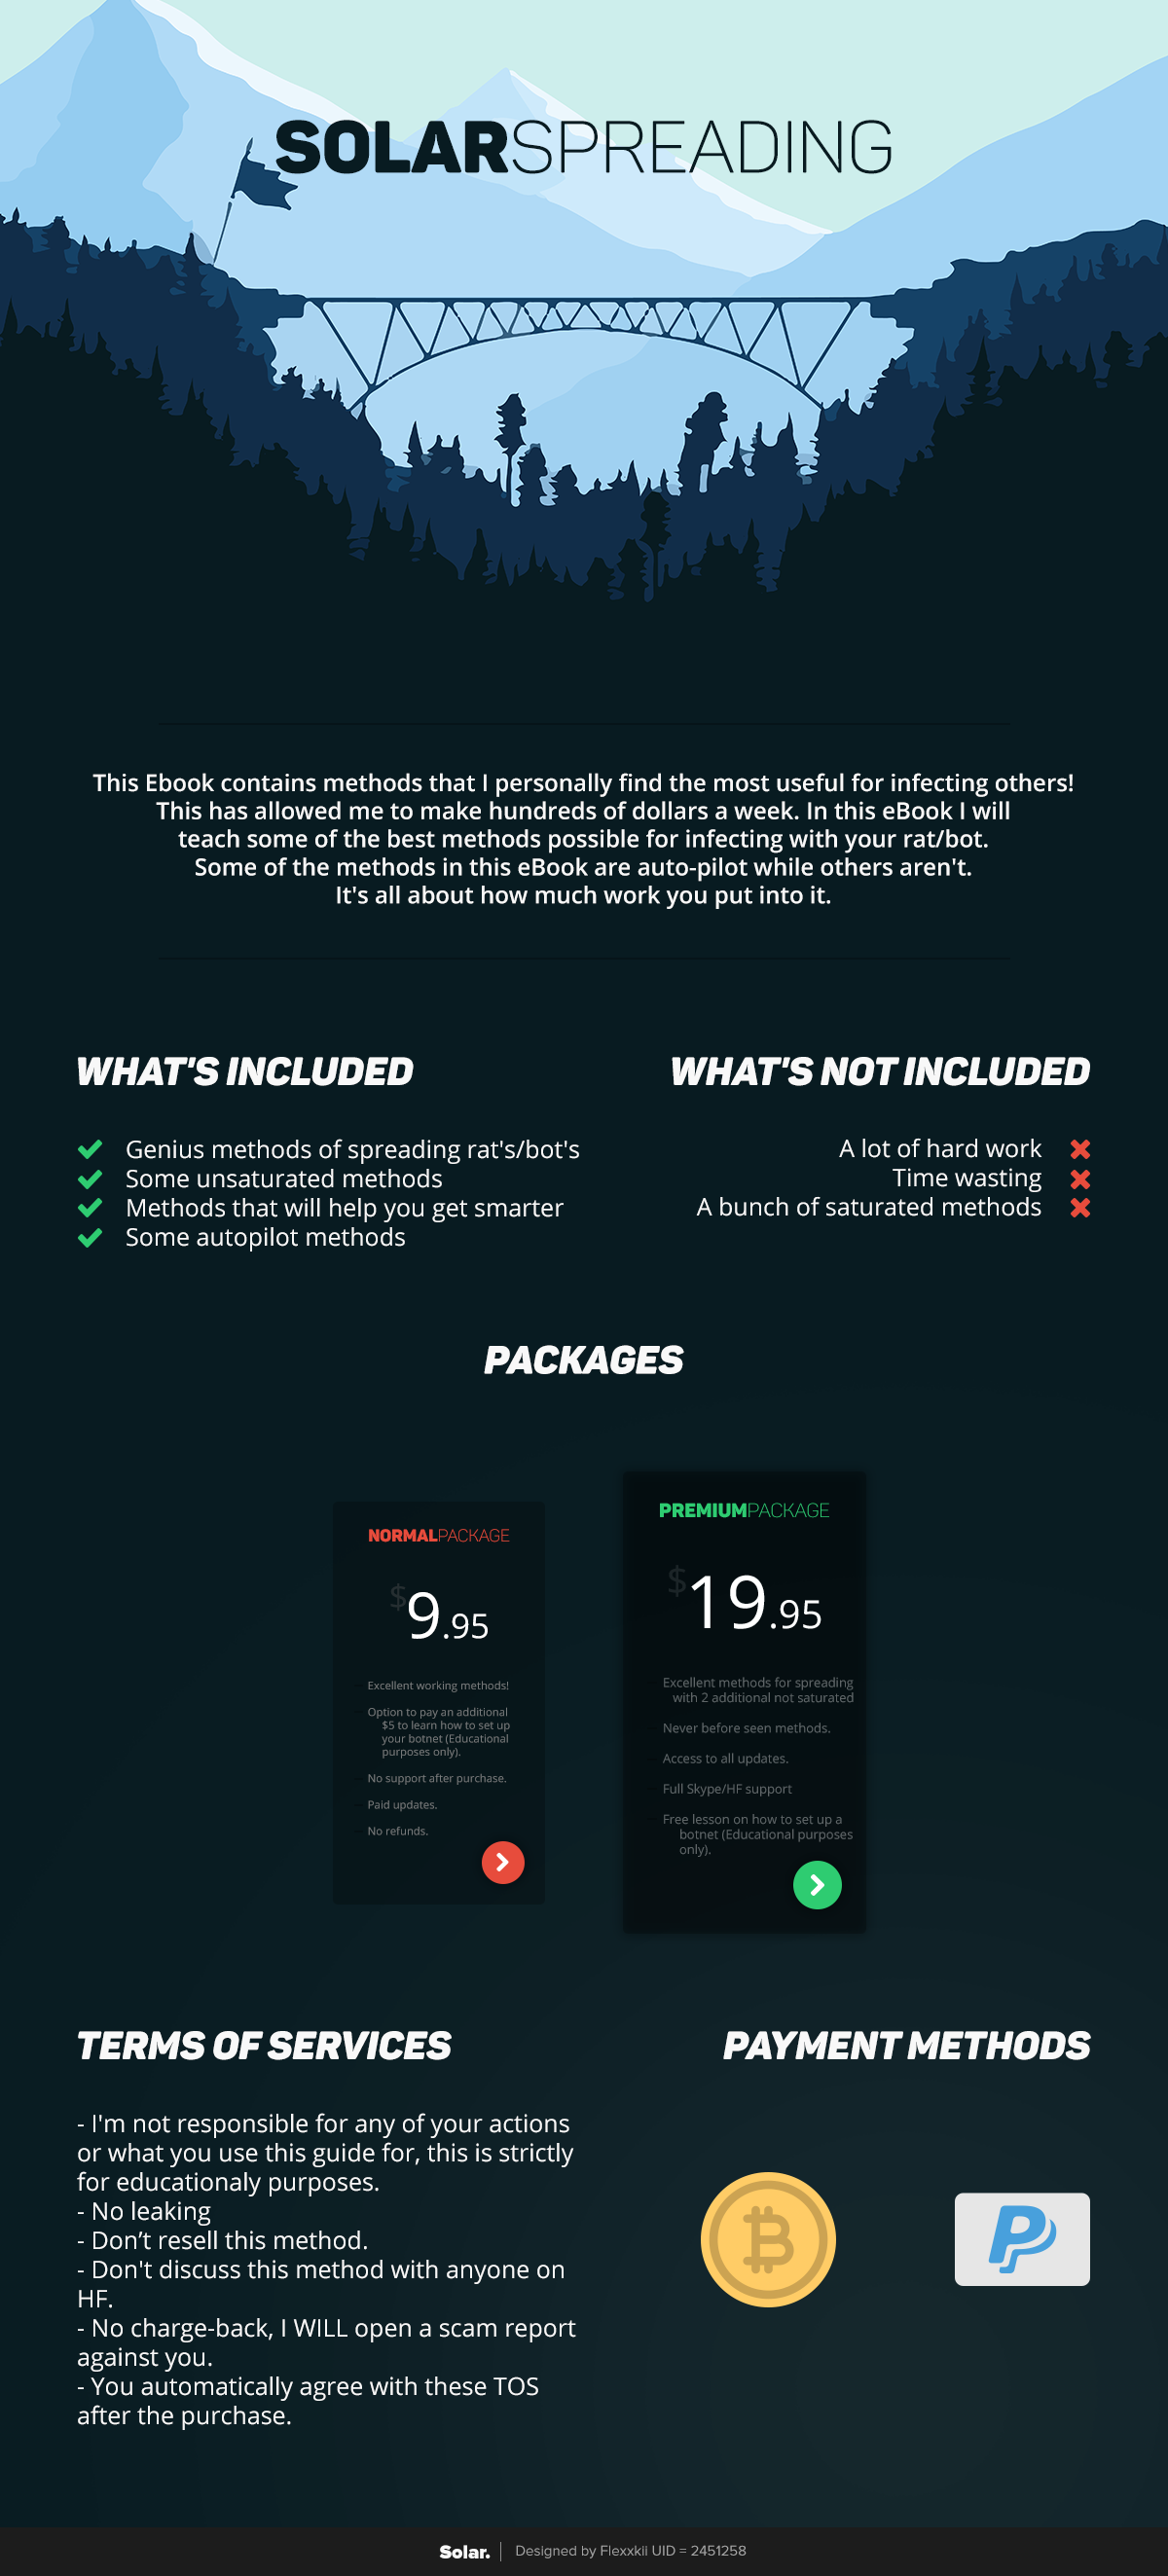 SOLARSPREADING
This Ebook contains methods that I personally find the most useful for infecting others!
This has allowed me to make hundreds of dollars a week. In this eBook I will
teach some of the best methods possible for infecting with your rat/bot.
Some of the methods in this eBook are auto-pilot while others aren't.
It's all about how much work you put into it.
WHAT'S INCLUDED
Genius methods of spreading rat's/bot's
Some unsaturated methods
Methods that will help you get smarter
Some autopilot methods
WHAT'S NOT INCLUDED
A lot of hard work
Time wasting
A bunch of saturated methods
PACKAGES
NORMALPACKAGE
$9.95
Excellent working methods!
Option to pay an additional
$5 to learn how to set up
your botnet (Educational
purposes only).
No support after purchase.
Paid updates.
No refunds.
PREMIUMPACKAGE
$19.95
Excellent methods for spreading
with 2 additional not saturated
Never before seen methods.
Access to all updates.
Full Skype/HF support
Free lesson on how to set up a
botnet (Educational purposes
only).
TERMS OF SERVICES
- I'm not responsible for any of your actions
or what you use this guide for, this is strictly
for educationaly purposes.
- No leaking
- Don’t resell this method.
- Don't discuss this method with anyone on
HF.
- No charge-back, I WILL open a scam report
against you.
- You automatically agree with these TOS
after the purchase.
PAYMENT METHODS
Solar. | Designed by Flexxkii UID = 2451258